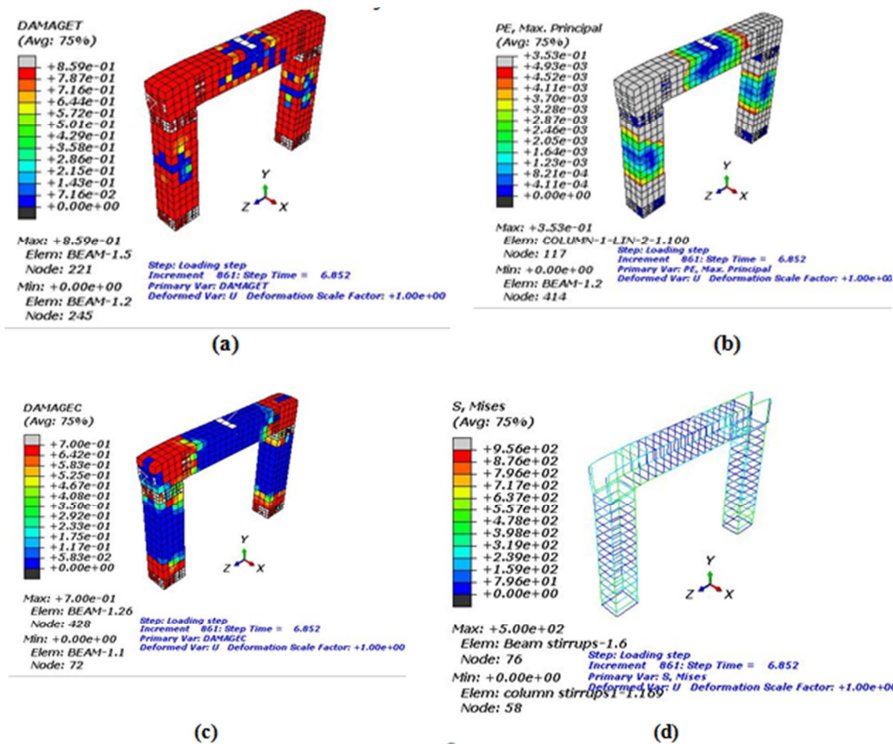 DAMAGET
(Avg: 75%)
+8.59e-01
+7.87e-01
+7.16e-01
+6.44e-01
+5.72e-01
+5.01e-01
+4.29e-01
+3.58e-01
+2.86e-01
+2.15e-01
+1.43e-01
+7.16e-02
+0.00e+00
Y
Z
X
Max: +8.59e-01
Elem: BEAM-1.5
Node: 221
Min: +0.00e+00
Elem: BEAM-1.2
Node: 245
Step: Loading step
Increment 861: Step Time = 6.852
Primary Var: DAMAGET
Deformed Var: U Deformation Scale Factor: +1.00e+00
(a)
PE, Max. Principal
(Avg: 75%)
+3.53e-01
+4.93e-03
+4.52e-03
+4.11e-03
+3.70e-03
+3.28e-03
+2.87e-03
+2.46e-03
+2.05e-03
+1.64e-03
+1.23e-03
+8.21e-04
+4.11e-04
+0.00e+00
Y
Z
X
Max: +3.53e-01
Elem: COLUMN-1-LIN-2-1.100
Node: 117
Min: +0.00e+00
Elem: BEAM-1.2
Node: 414
Step: Loading step
Increment 861: Step Time = 6.852
Primary Var: PE, Max. Principal
Deformed Var: U Deformation Scale Factor: +1.00e+00
(b)
DAMAGEC
(Avg: 75%)
+7.00e-01
+6.42e-01
+5.83e-01
+5.25e-01
+4.67e-01
+4.08e-01
+3.50e-01
+2.92e-01
+2.33e-01
+1.75e-01
+1.17e-01
+5.83e-02
+0.00e+00
Y
Z
X
Max: +7.00e-01
Elem: BEAM-1.26
Node: 428
Min: +0.00e+00
Elem: BEAM-1.1
Node: 72
Step: Loading step
Increment 861: Step Time = 6.852
Primary Var: DAMAGEC
Deformed Var: U Deformation Scale Factor: +1.00e+00
(c)
S, Mises
(Avg: 75%)
+9.56e+02
+8.76e+02
+7.96e+02
+7.17e+02
+6.37e+02
+5.57e+02
+4.78e+02
+3.98e+02
+3.19e+02
+2.39e+02
+1.59e+02
+7.96e+01
+0.00e+00
Y
Z
X
Max: +5.00e+02
Elem: Beam stirrups-1.6
Node: 76
Min: +0.00e+00
Elem: column stirrups1-1.169
Node: 58
Step: Loading step
Increment 861: Step Time = 6.852
Primary Var: S, Mises
Deformed Var: U Deformation Scale Factor: +1.00e+00
(d)